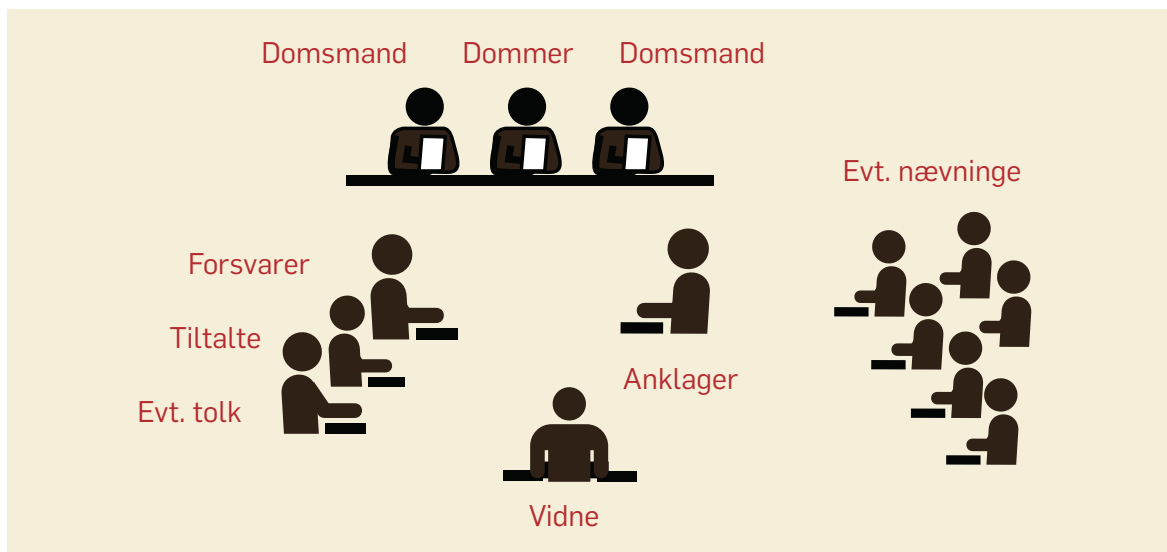 Domsmand Dommer Domsmand
Evt. nævninge
Forsvarer
Tiltalte
Evt. tolk
Anklager
Vidne